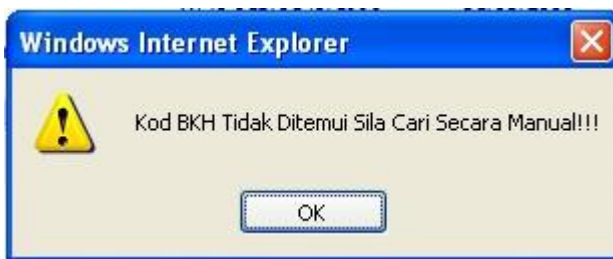 Windows Internet Explorer
Kod BKH Tidak Ditemui Sila Cari Secara Manual!!!
OK